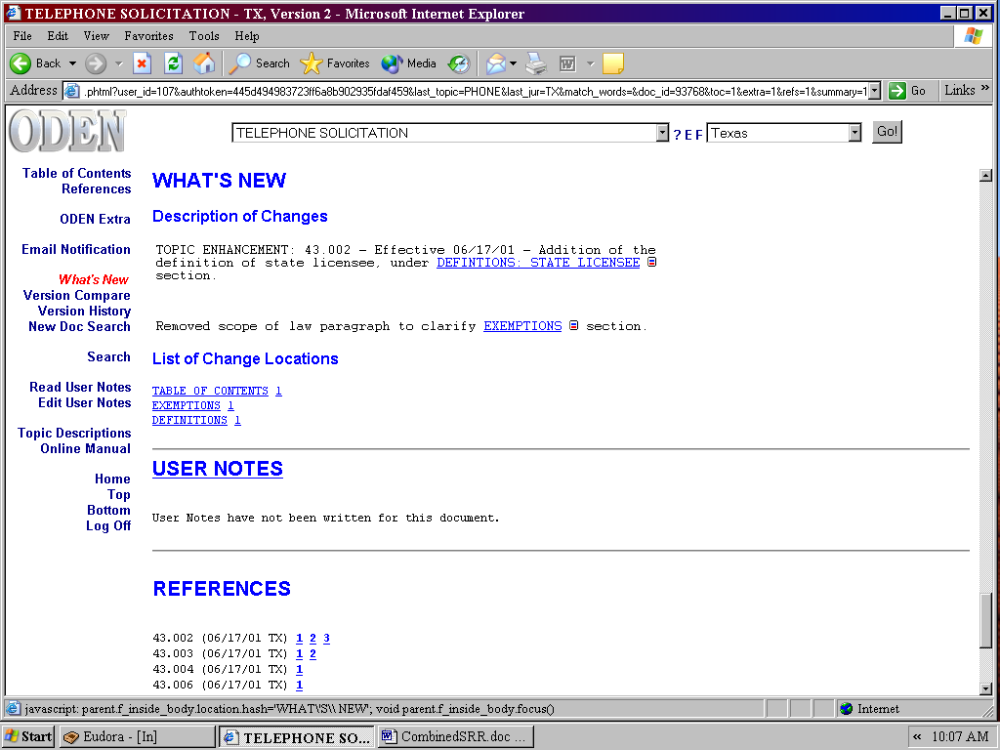 TELEPHONE SOLICITATION - TX, Version 2 - Microsoft Internet Explorer
File Edit View Favorites Tools Help
Back Search Favorites Media
Address .phtml?user_id=107&authtoken=445d494983723ff6a8b902935fdaf459&last_topic=PHONE&last_jur=TX&match_words=&doc_id=93768&toc=1&extra=1&refs=1&summary=1 Go Links »
ODEN
TELEPHONE SOLICITATION ? E F Texas Go!
Table of Contents
References
ODEN Extra
Email Notification
What's New
Version Compare
Version History
New Doc Search
Search
Read User Notes
Edit User Notes
Topic Descriptions
Online Manual
Home
Top
Bottom
Log Off
WHAT'S NEW
Description of Changes
TOPIC ENHANCEMENT: 43.002 - Effective 06/17/01 - Addition of the
definition of state licensee, under DEFINTIONS: STATE LICENSEE
section.
Removed scope of law paragraph to clarify EXEMPTIONS section.
List of Change Locations
TABLE OF CONTENTS 1
EXEMPTIONS 1
DEFINITIONS 1
USER NOTES
User Notes have not been written for this document.
REFERENCES
43.002 (06/17/01 TX) 1 2 3
43.003 (06/17/01 TX) 1 2
43.004 (06/17/01 TX) 1
43.006 (06/17/01 TX) 1
javascript: parent.f_inside_body.location.hash='WHAT\'S\\ NEW'; void parent.f_inside_body.focus() Internet
Start Eudora - [In] TELEPHONE SO... CombinedSRR.doc ... « 10:07 AM